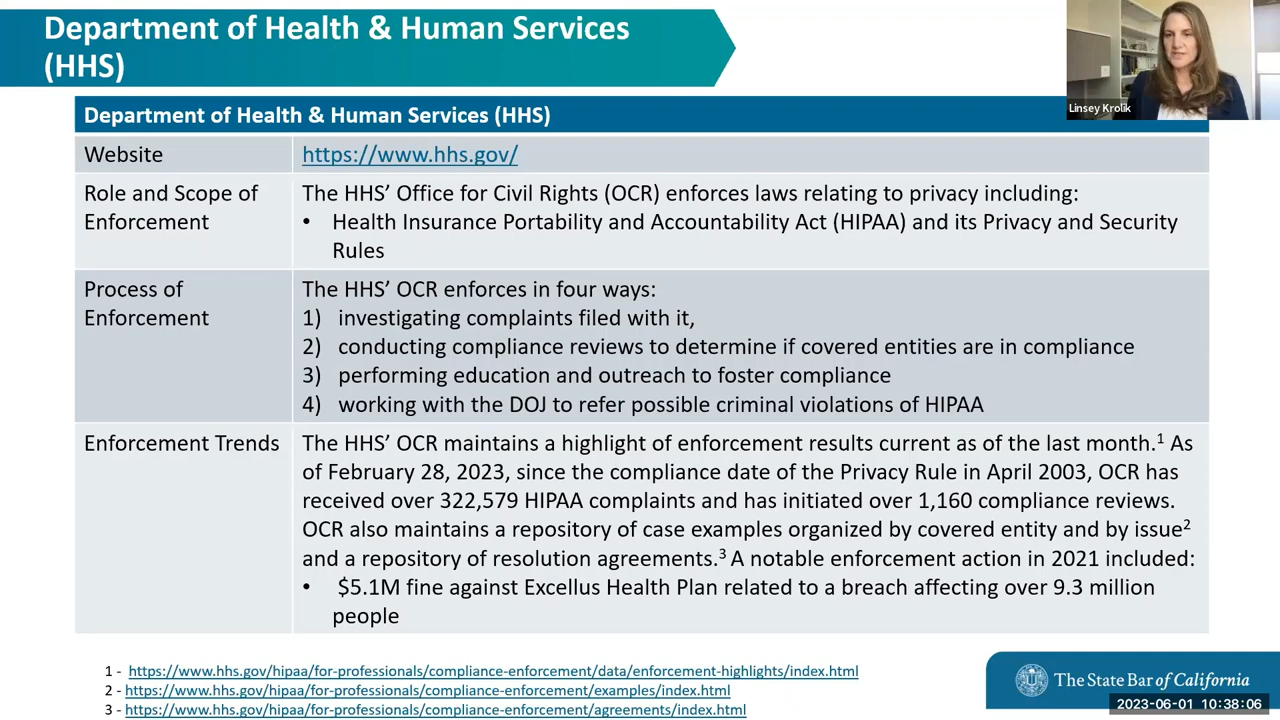 Department of Health & Human Services
(HHS)
Linsey Krolik
Department of Health & Human Services (HHS)
Website
https://www.hhs.gov/
Role and Scope of
Enforcement
The HHS’ Office for Civil Rights (OCR) enforces laws relating to privacy including:
• Health Insurance Portability and Accountability Act (HIPAA) and its Privacy and Security
Rules
Process of
Enforcement
The HHS’ OCR enforces in four ways:
1) investigating complaints filed with it,
2) conducting compliance reviews to determine if covered entities are in compliance
3) performing education and outreach to foster compliance
4) working with the DOJ to refer possible criminal violations of HIPAA
Enforcement Trends
The HHS’ OCR maintains a highlight of enforcement results current as of the last month.¹ As
of February 28, 2023, since the compliance date of the Privacy Rule in April 2003, OCR has
received over 322,579 HIPAA complaints and has initiated over 1,160 compliance reviews.
OCR also maintains a repository of case examples organized by covered entity and by issue²
and a repository of resolution agreements.³ A notable enforcement action in 2021 included:
• $5.1M fine against Excellus Health Plan related to a breach affecting over 9.3 million
people
1 - https://www.hhs.gov/hipaa/for-professionals/compliance-enforcement/data/enforcement-highlights/index.html
2 - https://www.hhs.gov/hipaa/for-professionals/compliance-enforcement/examples/index.html
3 - https://www.hhs.gov/hipaa/for-professionals/compliance-enforcement/agreements/index.html
The State Bar of California
2023-06-01 10:38:06